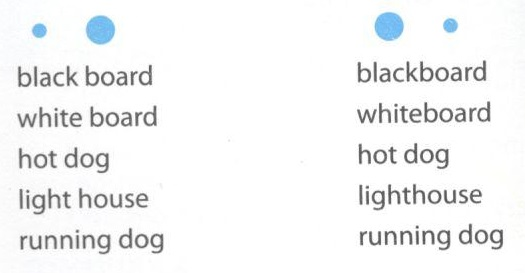 black board
white board
hot dog
light house
running dog
blackboard
whiteboard
hot dog
lighthouse
running dog